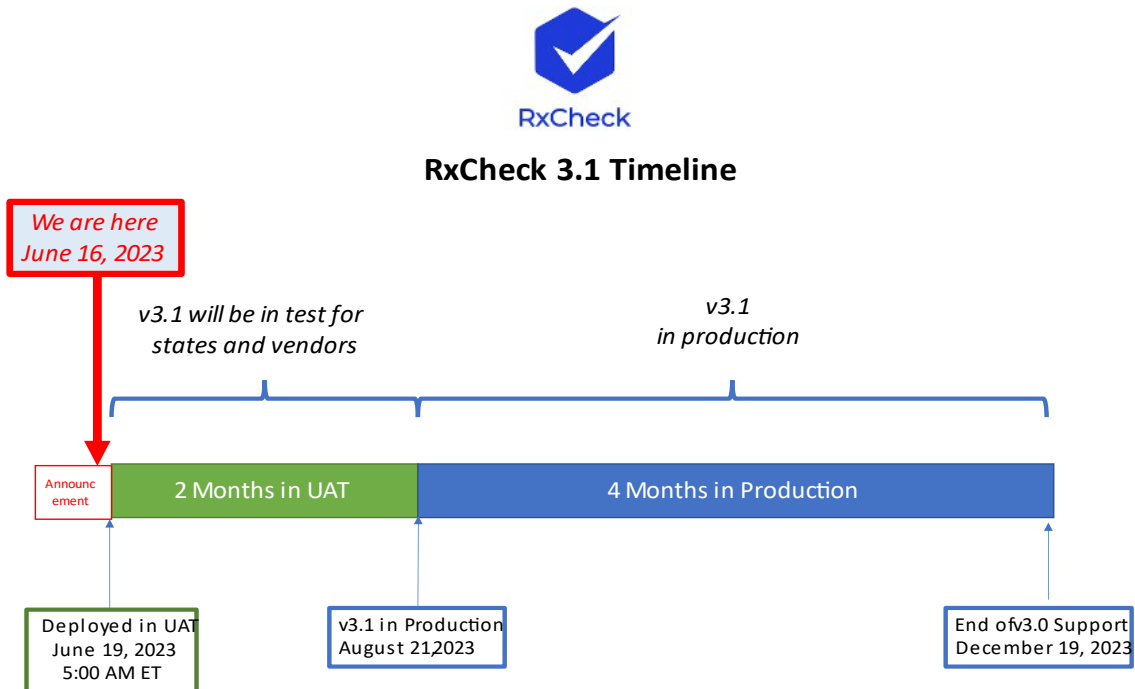 RxCheck
RxCheck 3.1 Timeline
We are here
June 16, 2023
v3.1 will be in test for
states and vendors
v3.1
in production
Announc
ement
2 Months in UAT
4 Months in Production
Deployed in UAT
June 19, 2023
5:00 AM ET
v3.1 in Production
August 21,2023
End ofv3.0 Support
December 19, 2023